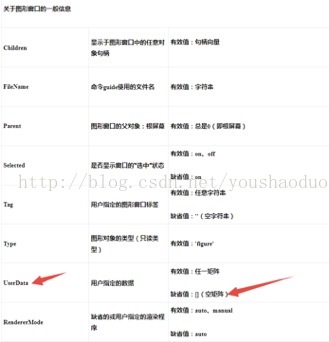 关于图形窗口的一般信息
Children
显示于图形窗口中的任意对
象句柄
有效值：句柄向量
FileName
命令guide使用的文件名
有效值：字符串
Parent
图形窗口的父对象：根屏幕
有效值：总是0（即根屏幕）
Selected
是否显示窗口的“选中”状态
有效值：on、off
缺省值：on
http://blog.csdn.net/youshaoduo
Tag
用户指定的图形窗口标签
有效值：任意字符串
缺省值：''（空字符串）
Type
图形对象的类型（只读类
型）
有效值：'figure'
UserData
用户指定的数据
有效值：任一矩阵
缺省值：[]（空矩阵）
RendererMode
缺省的或用户指定的渲染程
序
有效值：auto、manual
缺省值：auto